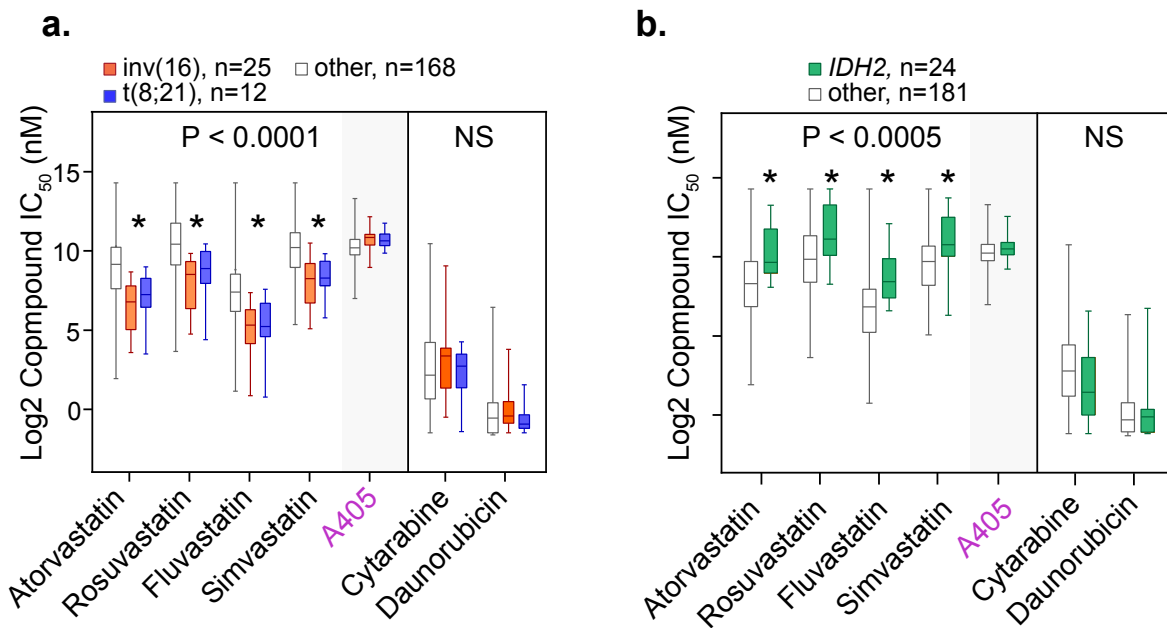 a.
inv(16), n=25 other, n=168
t(8;21), n=12
P < 0.0001 NS
*
*
*
*
Log2 Copmpound IC50 (nM)
15
10
5
0
Atorvastatin
Rosuvastatin
Fluvastatin
Simvastatin
A405
Cytarabine
Daunorubicin
b.
IDH2, n=24
other, n=181
P < 0.0005 NS
*
*
*
*
Log2 Compound IC50 (nM)
Atorvastatin
Rosuvastatin
Fluvastatin
Simvastatin
A405
Cytarabine
Daunorubicin